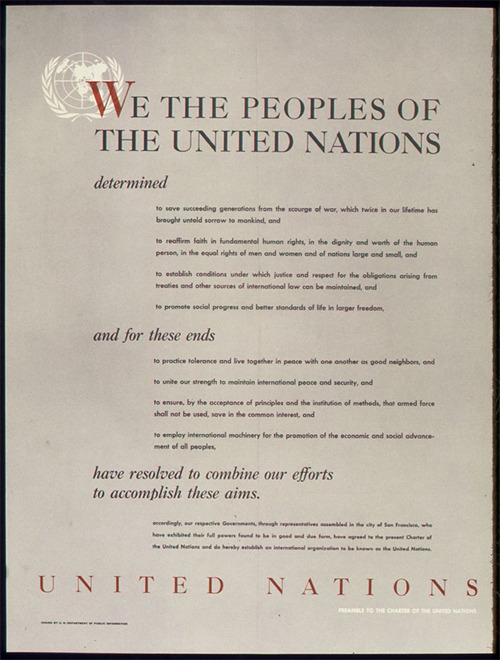 WE THE PEOPLES OF
THE UNITED NATIONS
determined
to save succeeding generations from the scourge of war, which twice in our lifetime has
brought untold sorrow to mankind, and
to reaffirm faith in fundamental human rights, in the dignity and worth of the human
person, in the equal rights of men and women and of nations large and small, and
to establish conditions under which justice and respect for the obligations arising from
treaties and other sources of international law can be maintained, and
to promote social progress and better standards of life in larger freedom,
and for these ends
to practice tolerance and live together in peace with one another as good neighbors, and
to unite our strength to maintain international peace and security, and
to ensure, by the acceptance of principles and the institution of methods, that armed force
shall not be used, save in the common interest, and
to employ international machinery for the promotion of the economic and social advance-
ment of all peoples,
have resolved to combine our efforts
to accomplish these aims.
accordingly, our respective Governments, through representatives assembled in the city of San Francisco, who
have exhibited their full powers found to be in good and due form, have agreed to the present Charter of
the United Nations and do hereby establish an international organization to be known as the United Nations.
UNITED NATIONS
PREAMBLE TO THE CHARTER OF THE UNITED NATIONS
ISSUED BY U. N. DEPARTMENT OF PUBLIC INFORMATION